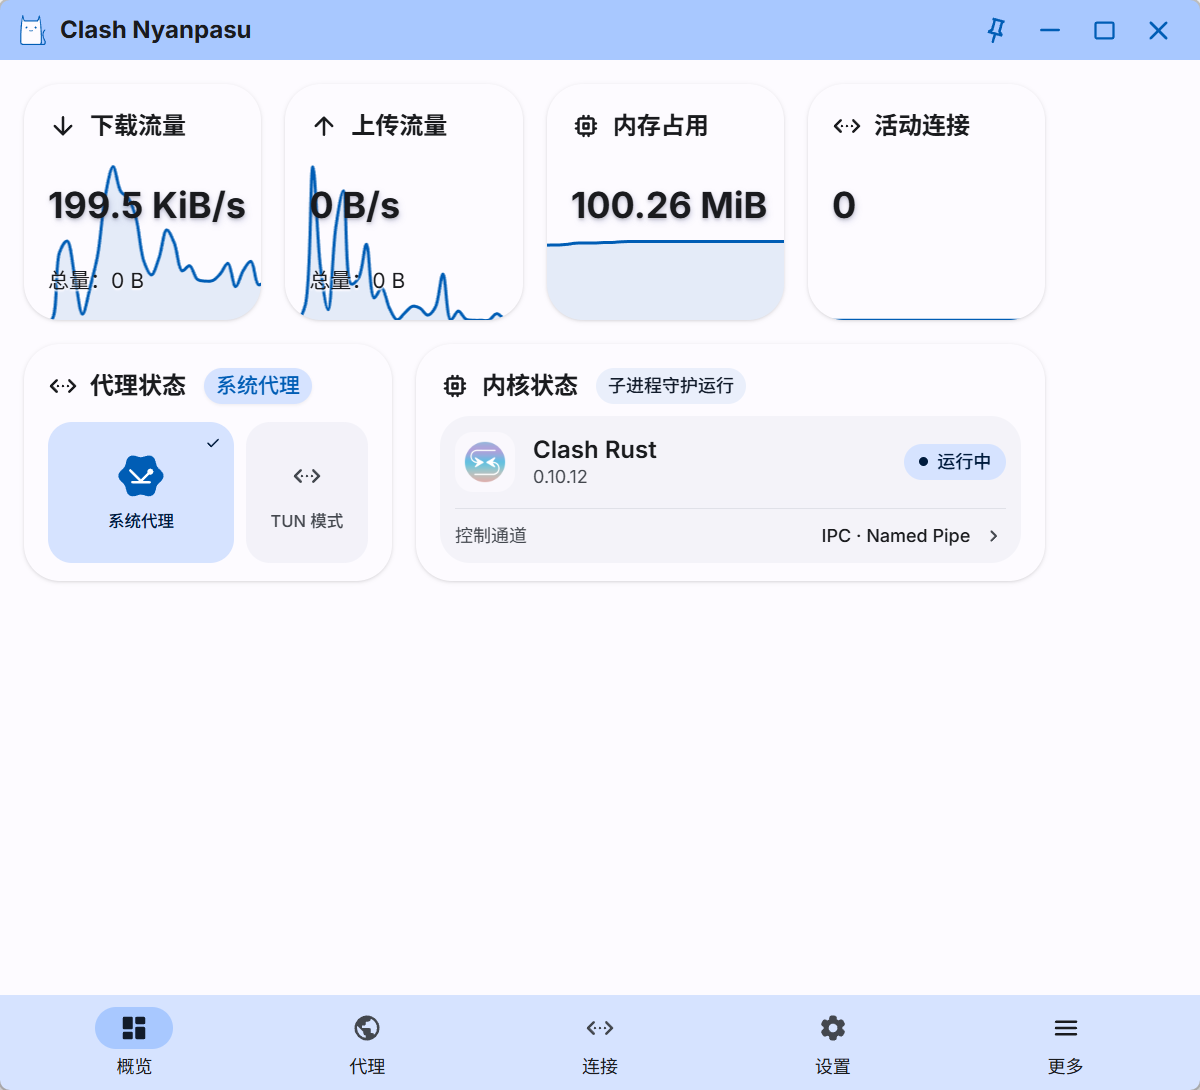 Clash Nyanpasu
下载流量
199.5 KiB/s
总量：0 B
上传流量
0 B/s
总量：0 B
内存占用
100.26 MiB
活动连接
0
代理状态
系统代理
系统代理
TUN 模式
内核状态
子进程守护运行
Clash Rust
0.10.12
运行中
控制通道
IPC · Named Pipe
概览
代理
连接
设置
更多